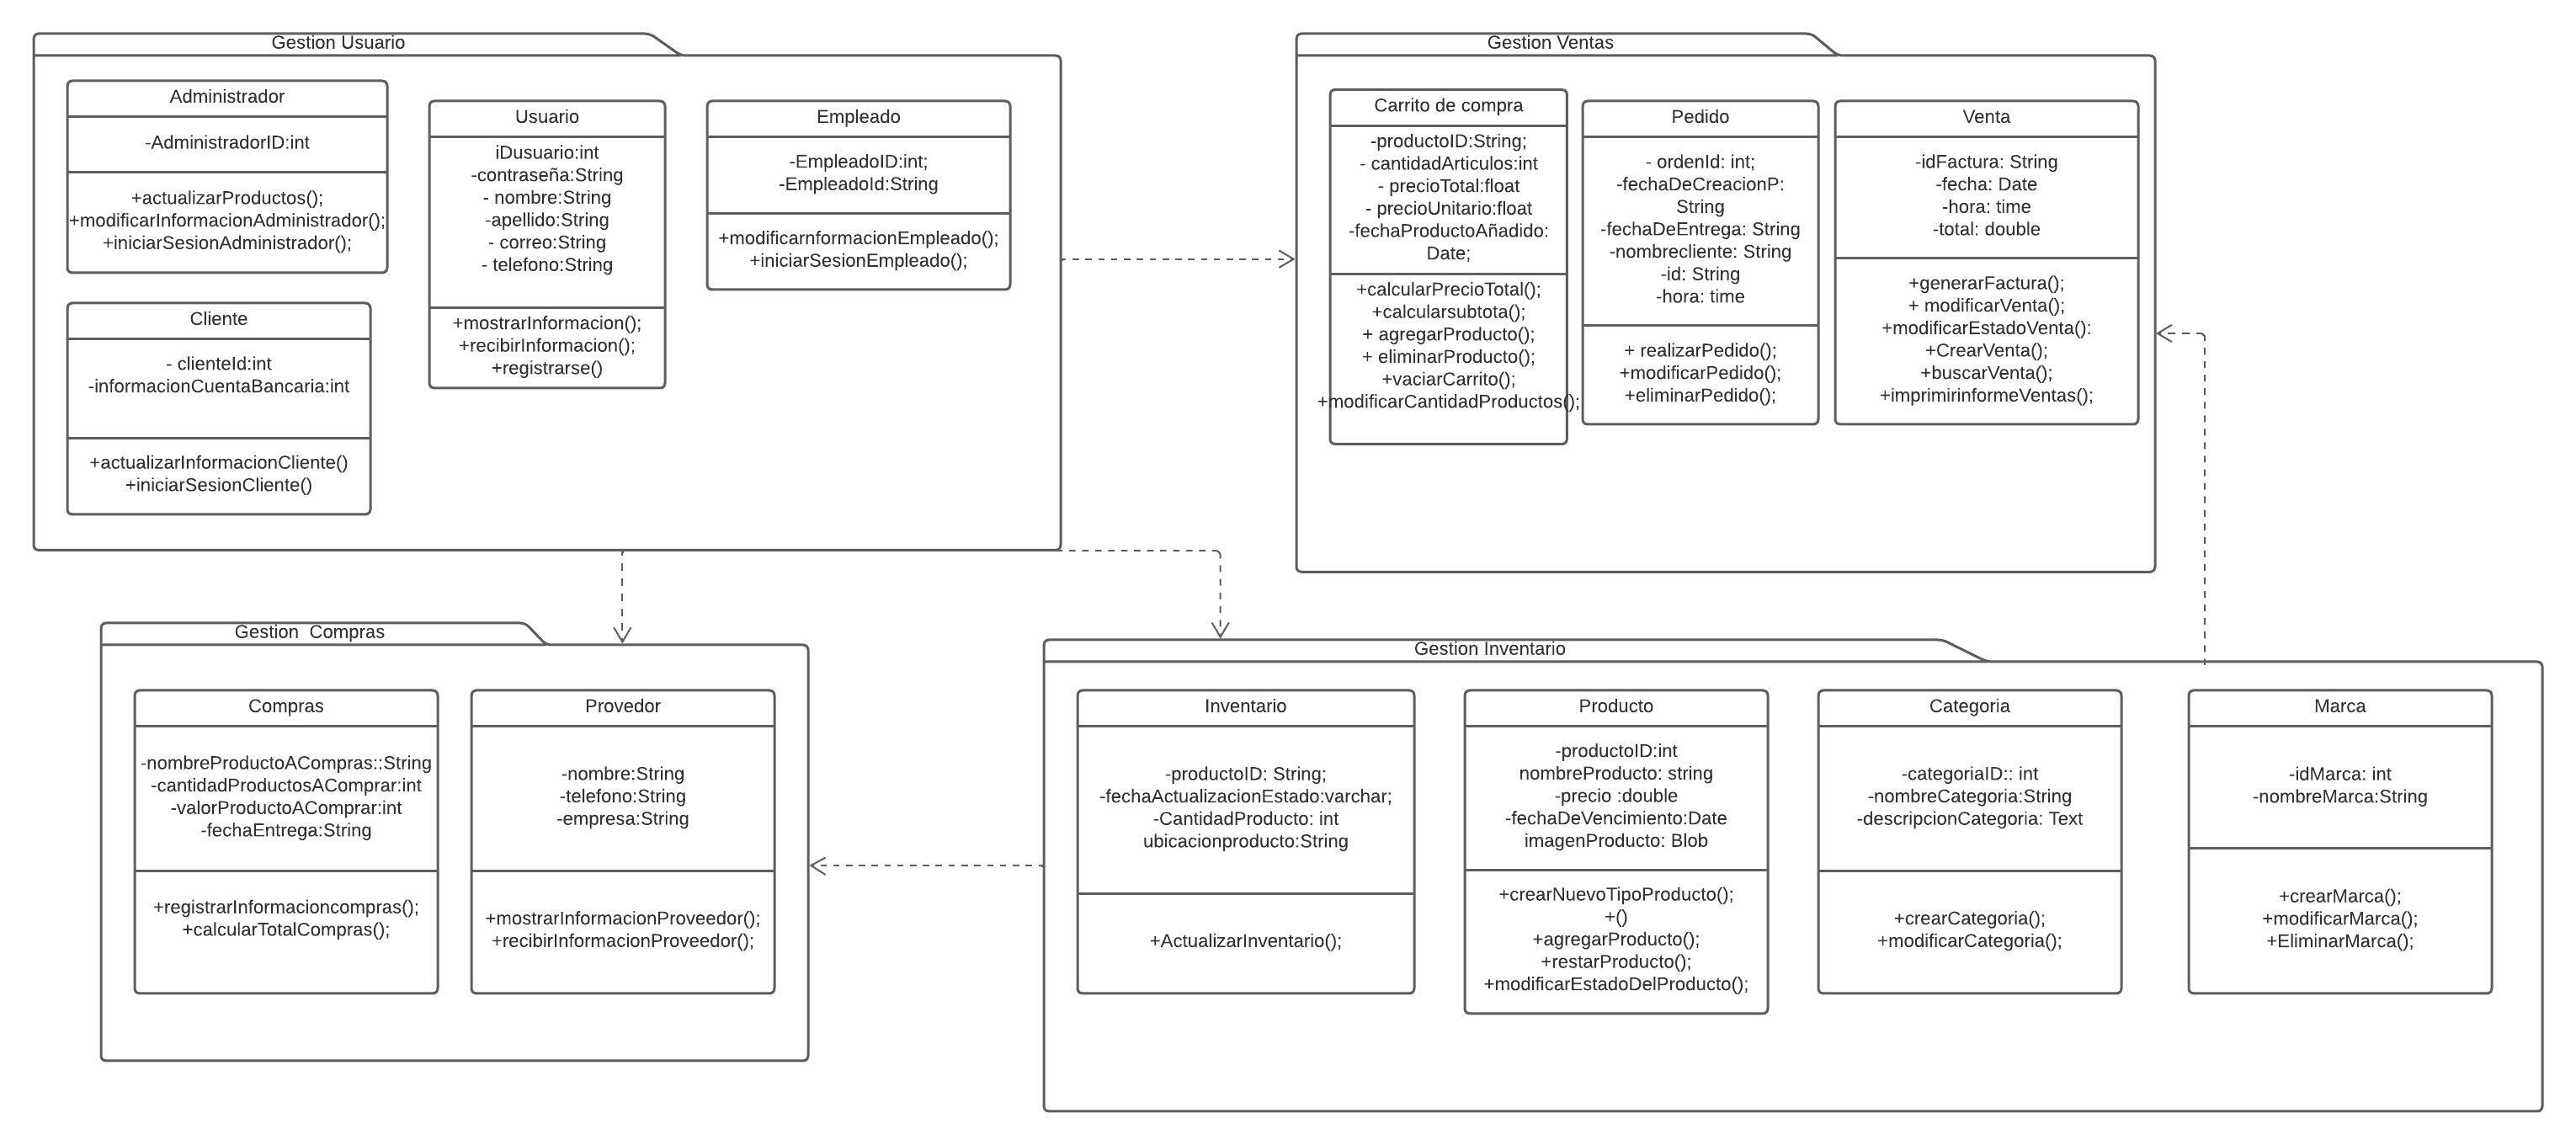 Gestion Usuario
Administrador
-AdministradorID:int
+actualizarProductos();
+modificarInformacionAdministrador();
+iniciarSesionAdministrador();
Usuario
iDusuario:int
-contraseña:String
- nombre:String
-apellido:String
- correo:String
- telefono:String
+mostrarInformacion();
+recibirInformacion();
+registrarse()
Empleado
-EmpleadoID:int;
-EmpleadoId:String
+modificarnformacionEmpleado();
+iniciarSesionEmpleado();
Cliente
- clienteId:int
-informacionCuentaBancaria:int
+actualizarInformacionCliente()
+iniciarSesionCliente()
Gestion Ventas
Carrito de compra
-productoID:String;
- cantidadArticulos:int
- precioTotal:float
- precioUnitario:float
-fechaProductoAñadido:
Date;
+calcularPrecioTotal();
+calcularsubtota();
+ agregarProducto();
+ eliminarProducto();
+vaciarCarrito();
+modificarCantidadProductos();
Pedido
- ordenId: int;
-fechaDeCreacionP:
String
-fechaDeEntrega: String
-nombrecliente: String
-id: String
-hora: time
+ realizarPedido();
+modificarPedido();
+eliminarPedido();
Venta
-idFactura: String
-fecha: Date
-hora: time
-total: double
+generarFactura();
+ modificarVenta();
+modificarEstadoVenta():
+CrearVenta();
+buscarVenta();
+imprimirinformeVentas();
Gestion  Compras
Compras
-nombreProductoACompras::String
-cantidadProductosAComprar:int
-valorProductoAComprar:int
-fechaEntrega:String
+registrarInformacioncompras();
+calcularTotalCompras();
Provedor
-nombre:String
-telefono:String
-empresa:String
+mostrarInformacionProveedor();
+recibirInformacionProveedor();
Gestion Inventario
Inventario
-productoID: String;
-fechaActualizacionEstado:varchar;
-CantidadProducto: int
ubicacionproducto:String
+ActualizarInventario();
Producto
-productoID:int
nombreProducto: string
-precio :double
-fechaDeVencimiento:Date
imagenProducto: Blob
+crearNuevoTipoProducto();
+()
+agregarProducto();
+restarProducto();
+modificarEstadoDelProducto();
Categoria
-categoriaID:: int
-nombreCategoria:String
-descripcionCategoria: Text
+crearCategoria();
+modificarCategoria();
Marca
-idMarca: int
-nombreMarca:String
+crearMarca();
+modificarMarca();
+EliminarMarca();